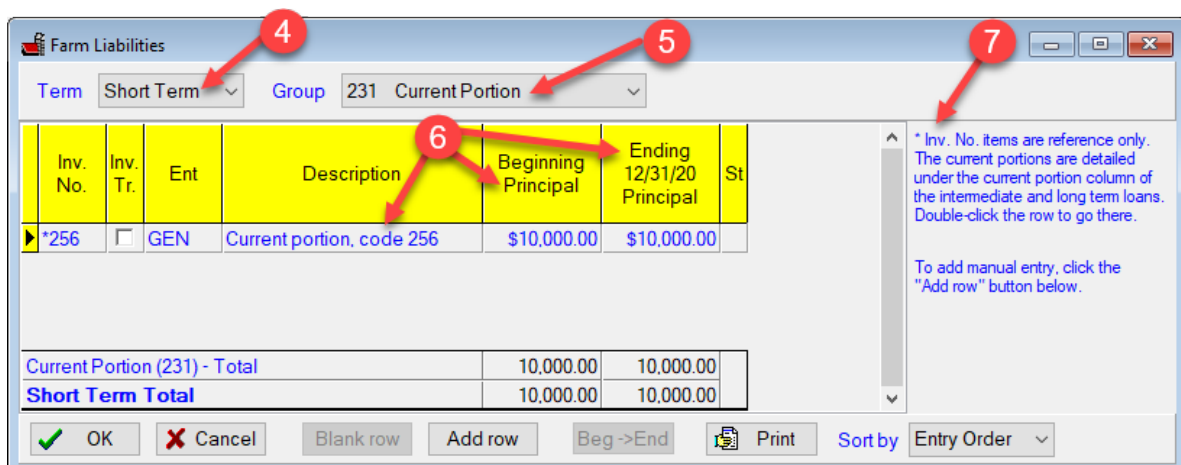 4
5
7
Farm Liabilities
Term Short Term Group 231 Current Portion
6
Inv. No.
Inv. Tr.
Ent
Description
Beginning Principal
Ending 12/31/20 Principal
St
*256 GEN Current portion, code 256 $10,000.00 $10,000.00
Current Portion (231) - Total 10,000.00 10,000.00
Short Term Total 10,000.00 10,000.00
* Inv. No. items are reference only.
The current portions are detailed
under the current portion column of
the intermediate and long term loans.
Double-click the row to go there.
To add manual entry, click the
"Add row" button below.
OK Cancel Blank row Add row Beg->End Print Sort by Entry Order